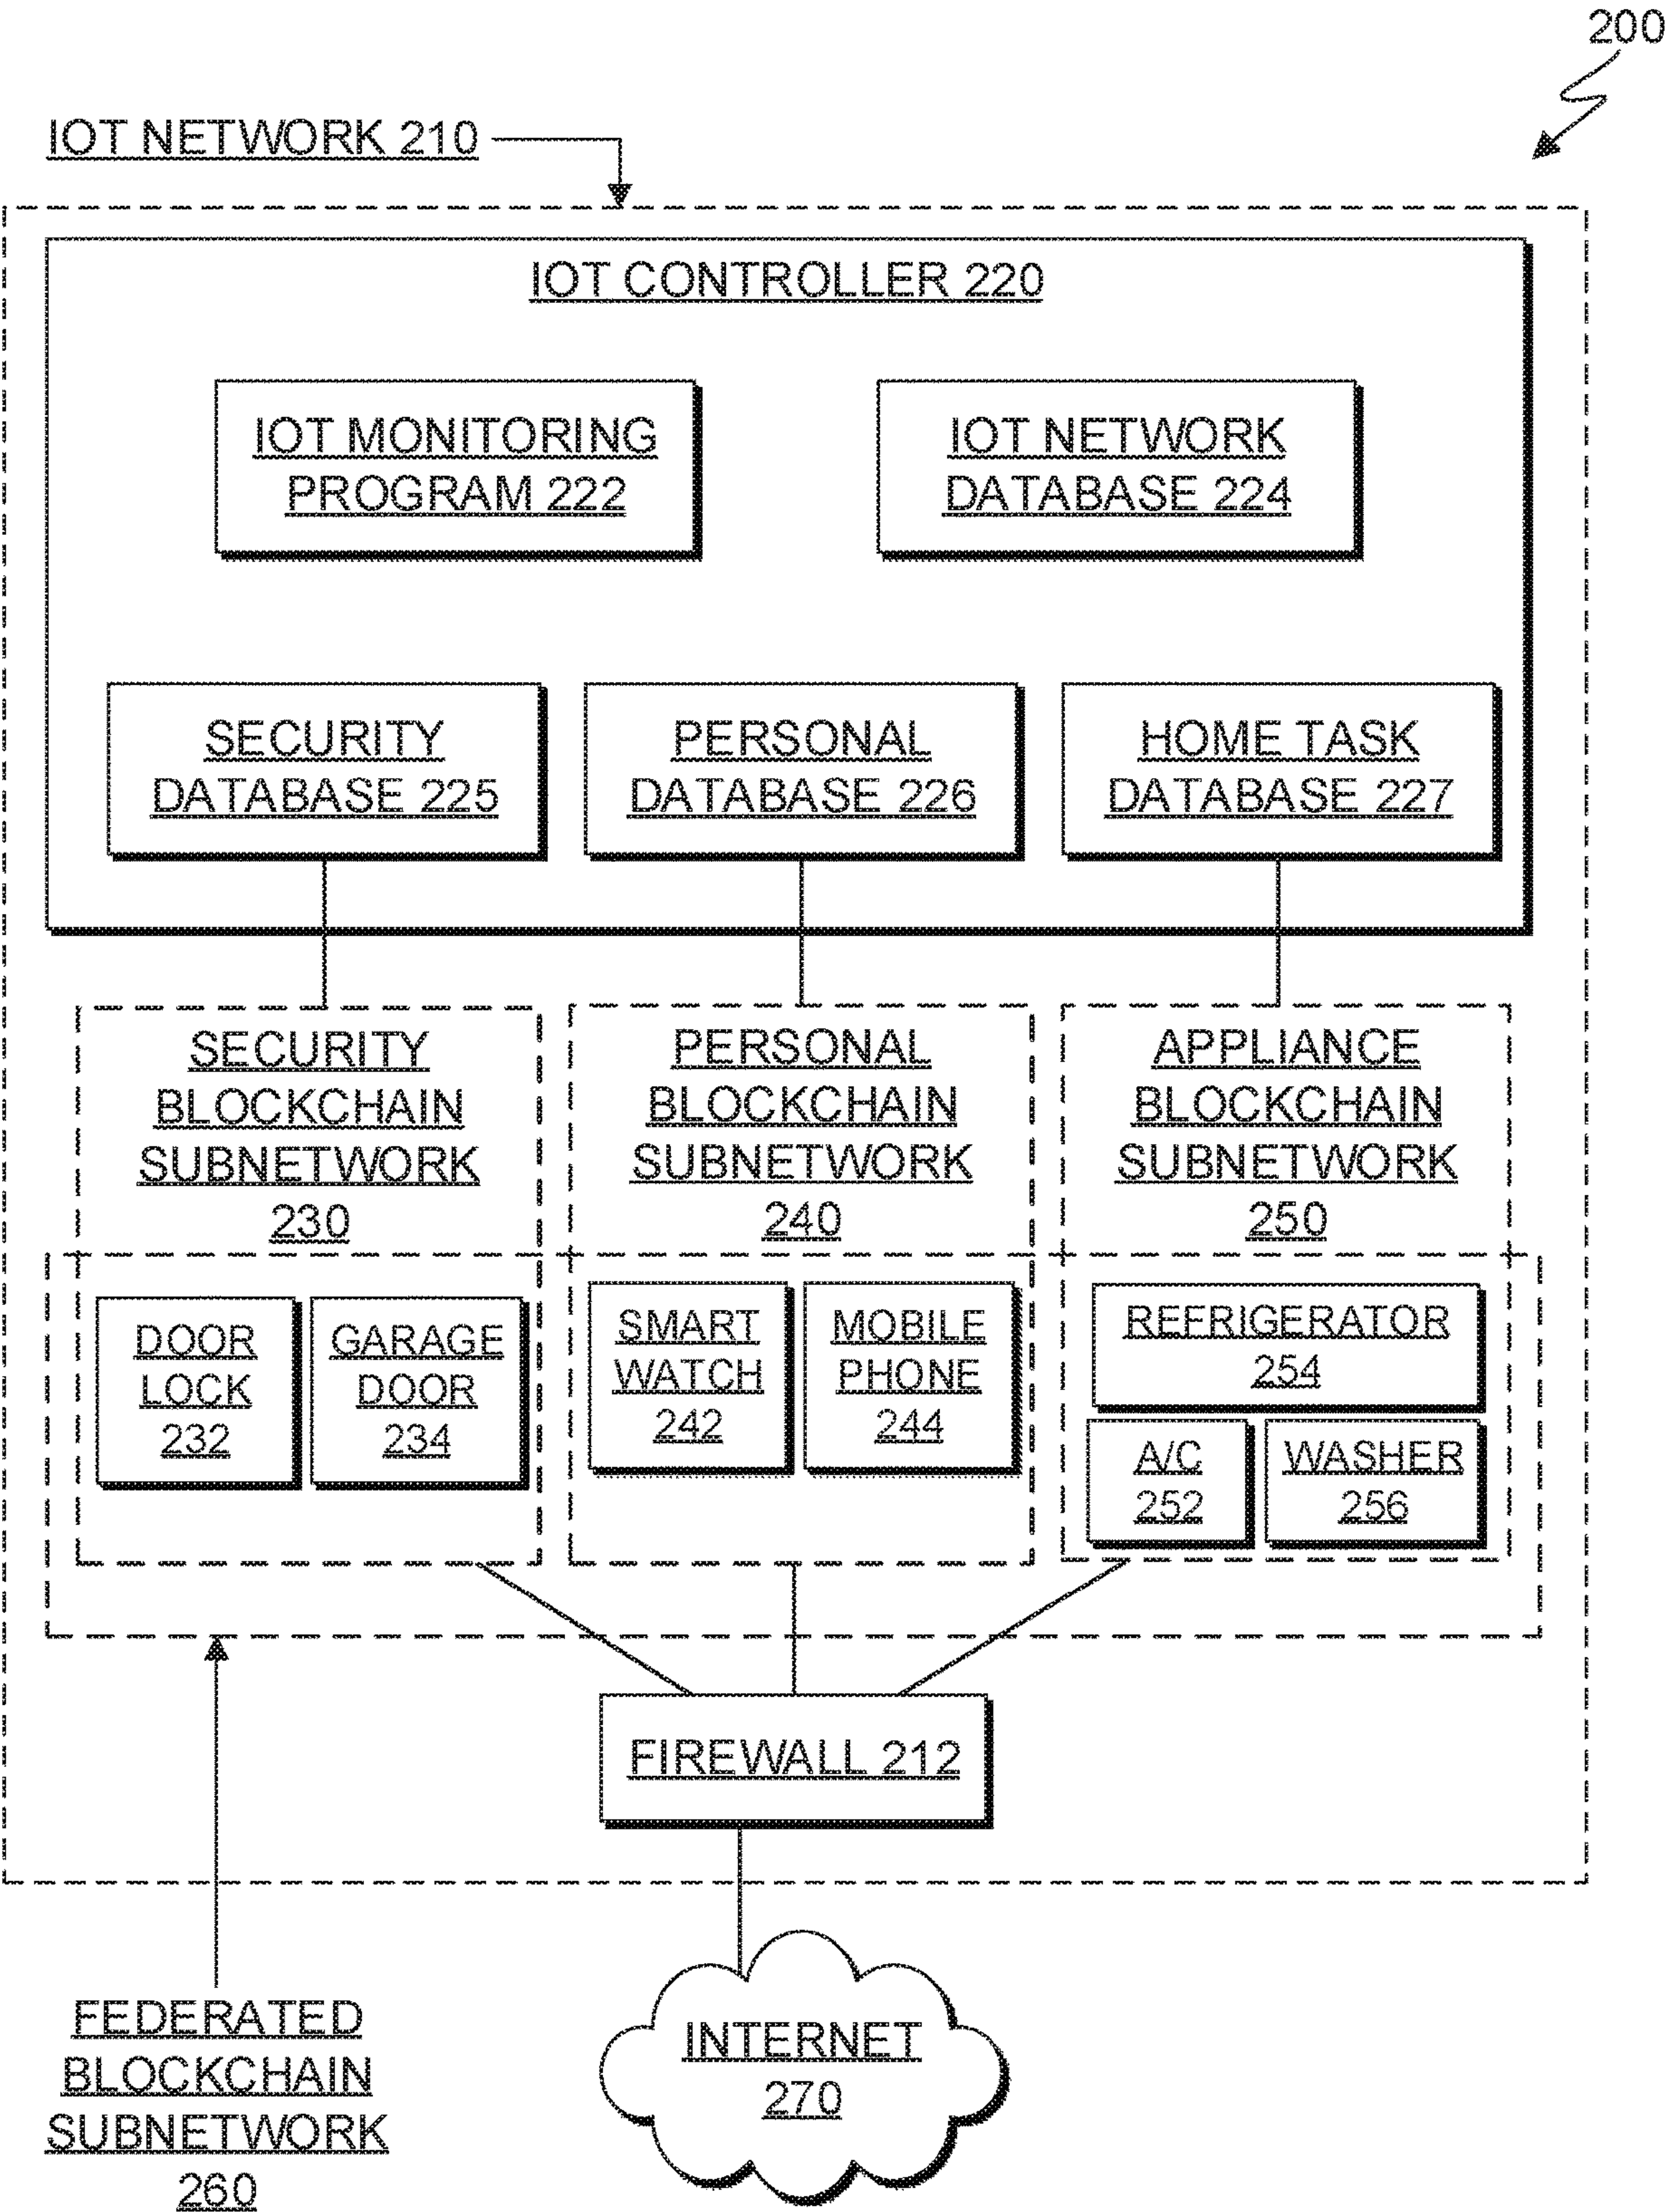 200
IOT NETWORK 210
IOT CONTROLLER 220
IOT MONITORING
PROGRAM 222
IOT NETWORK
DATABASE 224
SECURITY
DATABASE 225
PERSONAL
DATABASE 226
HOME TASK
DATABASE 227
SECURITY
BLOCKCHAIN
SUBNETWORK
230
PERSONAL
BLOCKCHAIN
SUBNETWORK
240
APPLIANCE
BLOCKCHAIN
SUBNETWORK
250
DOOR
LOCK
232
GARAGE
DOOR
234
SMART
WATCH
242
MOBILE
PHONE
244
REFRIGERATOR
254
A/C
252
WASHER
256
FIREWALL 212
FEDERATED
BLOCKCHAIN
SUBNETWORK
260
INTERNET
270